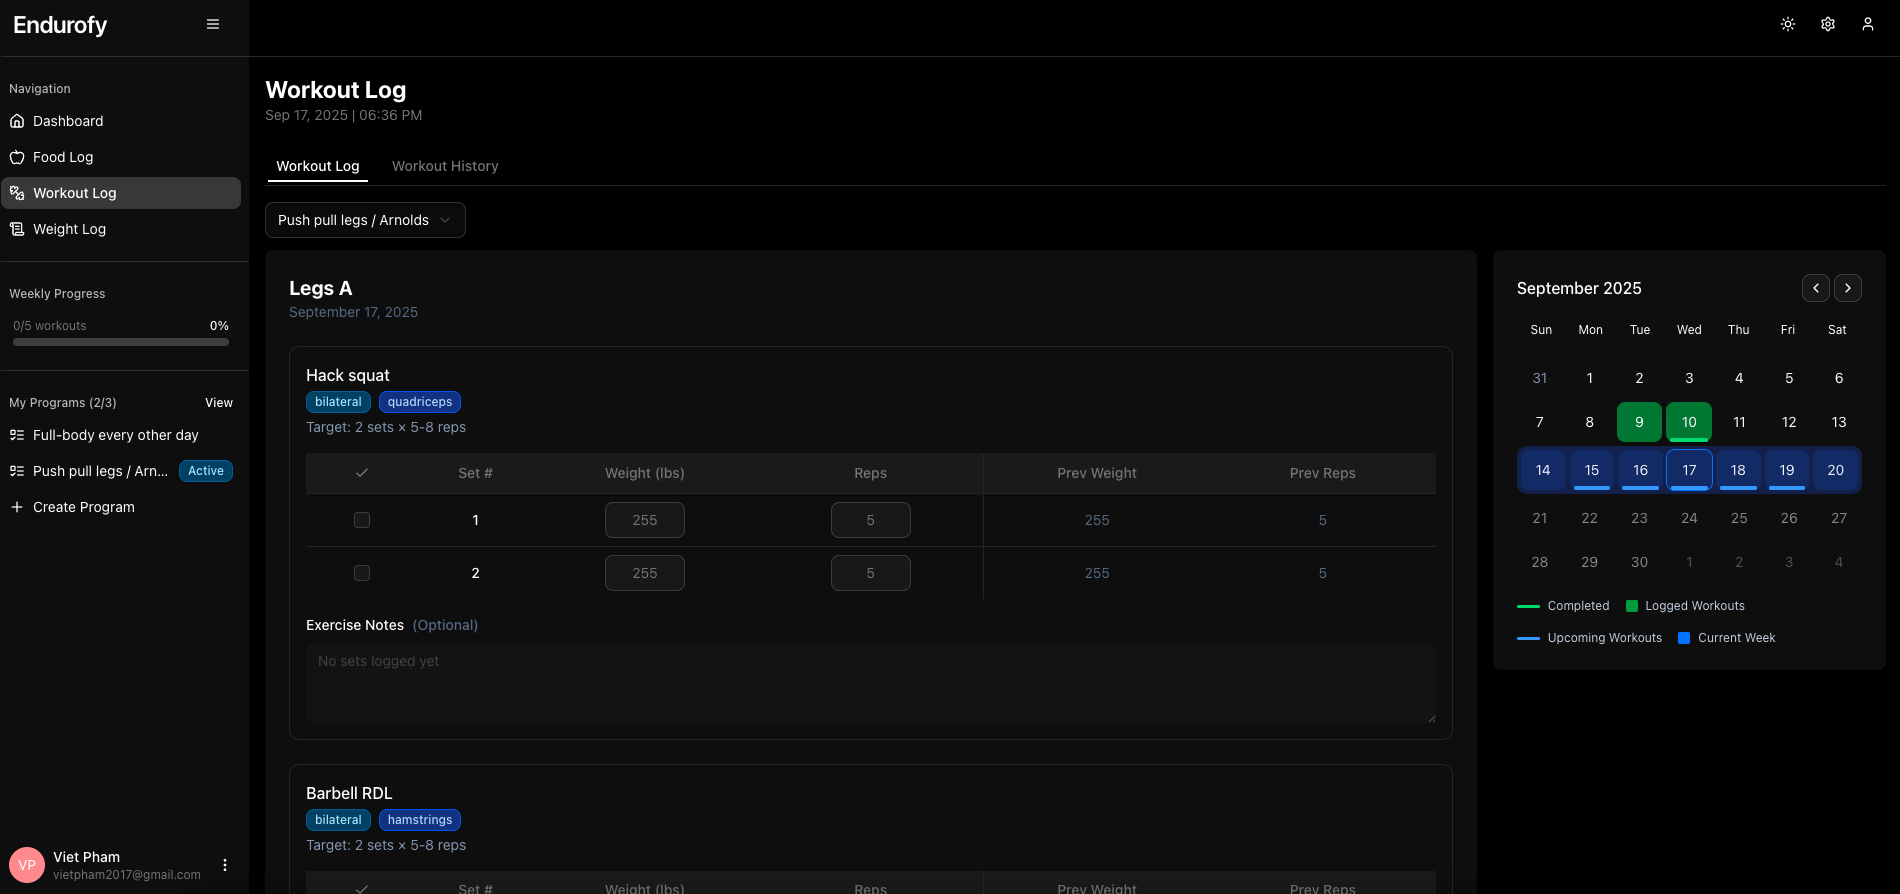 Endurofy
Navigation
Dashboard
Food Log
Workout Log
Weight Log
Weekly Progress
0/5 workouts 0%
My Programs (2/3) View
Full-body every other day
Push pull legs / Arn... Active
Create Program
VP
Viet Pham
vietpham2017@gmail.com
Workout Log
Sep 17, 2025 | 06:36 PM
Workout Log Workout History
Push pull legs / Arnolds
Legs A
September 17, 2025
Hack squat
bilateral quadriceps
Target: 2 sets × 5-8 reps
Set # Weight (lbs) Reps Prev Weight Prev Reps
1 255 5 255 5
2 255 5 255 5
Exercise Notes (Optional)
No sets logged yet
Barbell RDL
bilateral hamstrings
Target: 2 sets × 5-8 reps
Set # Weight (lbs) Reps Prev Weight Prev Reps
September 2025
Sun Mon Tue Wed Thu Fri Sat
31 1 2 3 4 5 6
7 8 9 10 11 12 13
14 15 16 17 18 19 20
21 22 23 24 25 26 27
28 29 30 1 2 3 4
Completed Logged Workouts
Upcoming Workouts Current Week